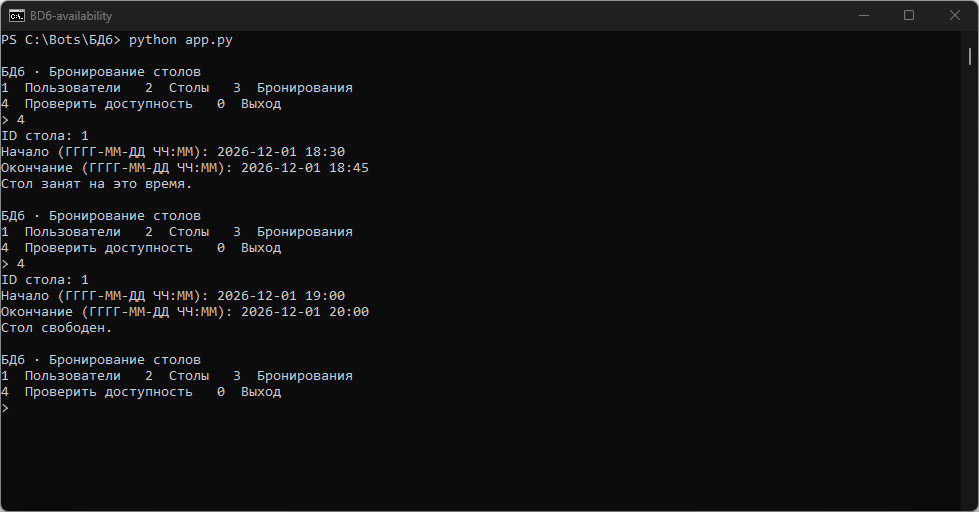 BD6-availability
PS C:\Bots\БД6> python app.py
БД6 · Бронирование столов
1  Пользователи   2  Столы   3  Бронирования
4  Проверить доступность   0  Выход
> 4
ID стола: 1
Начало (ГГГГ-ММ-ДД ЧЧ:ММ): 2026-12-01 18:30
Окончание (ГГГГ-ММ-ДД ЧЧ:ММ): 2026-12-01 18:45
Стол занят на это время.
БД6 · Бронирование столов
1  Пользователи   2  Столы   3  Бронирования
4  Проверить доступность   0  Выход
> 4
ID стола: 1
Начало (ГГГГ-ММ-ДД ЧЧ:ММ): 2026-12-01 19:00
Окончание (ГГГГ-ММ-ДД ЧЧ:ММ): 2026-12-01 20:00
Стол свободен.
БД6 · Бронирование столов
1  Пользователи   2  Столы   3  Бронирования
4  Проверить доступность   0  Выход
>